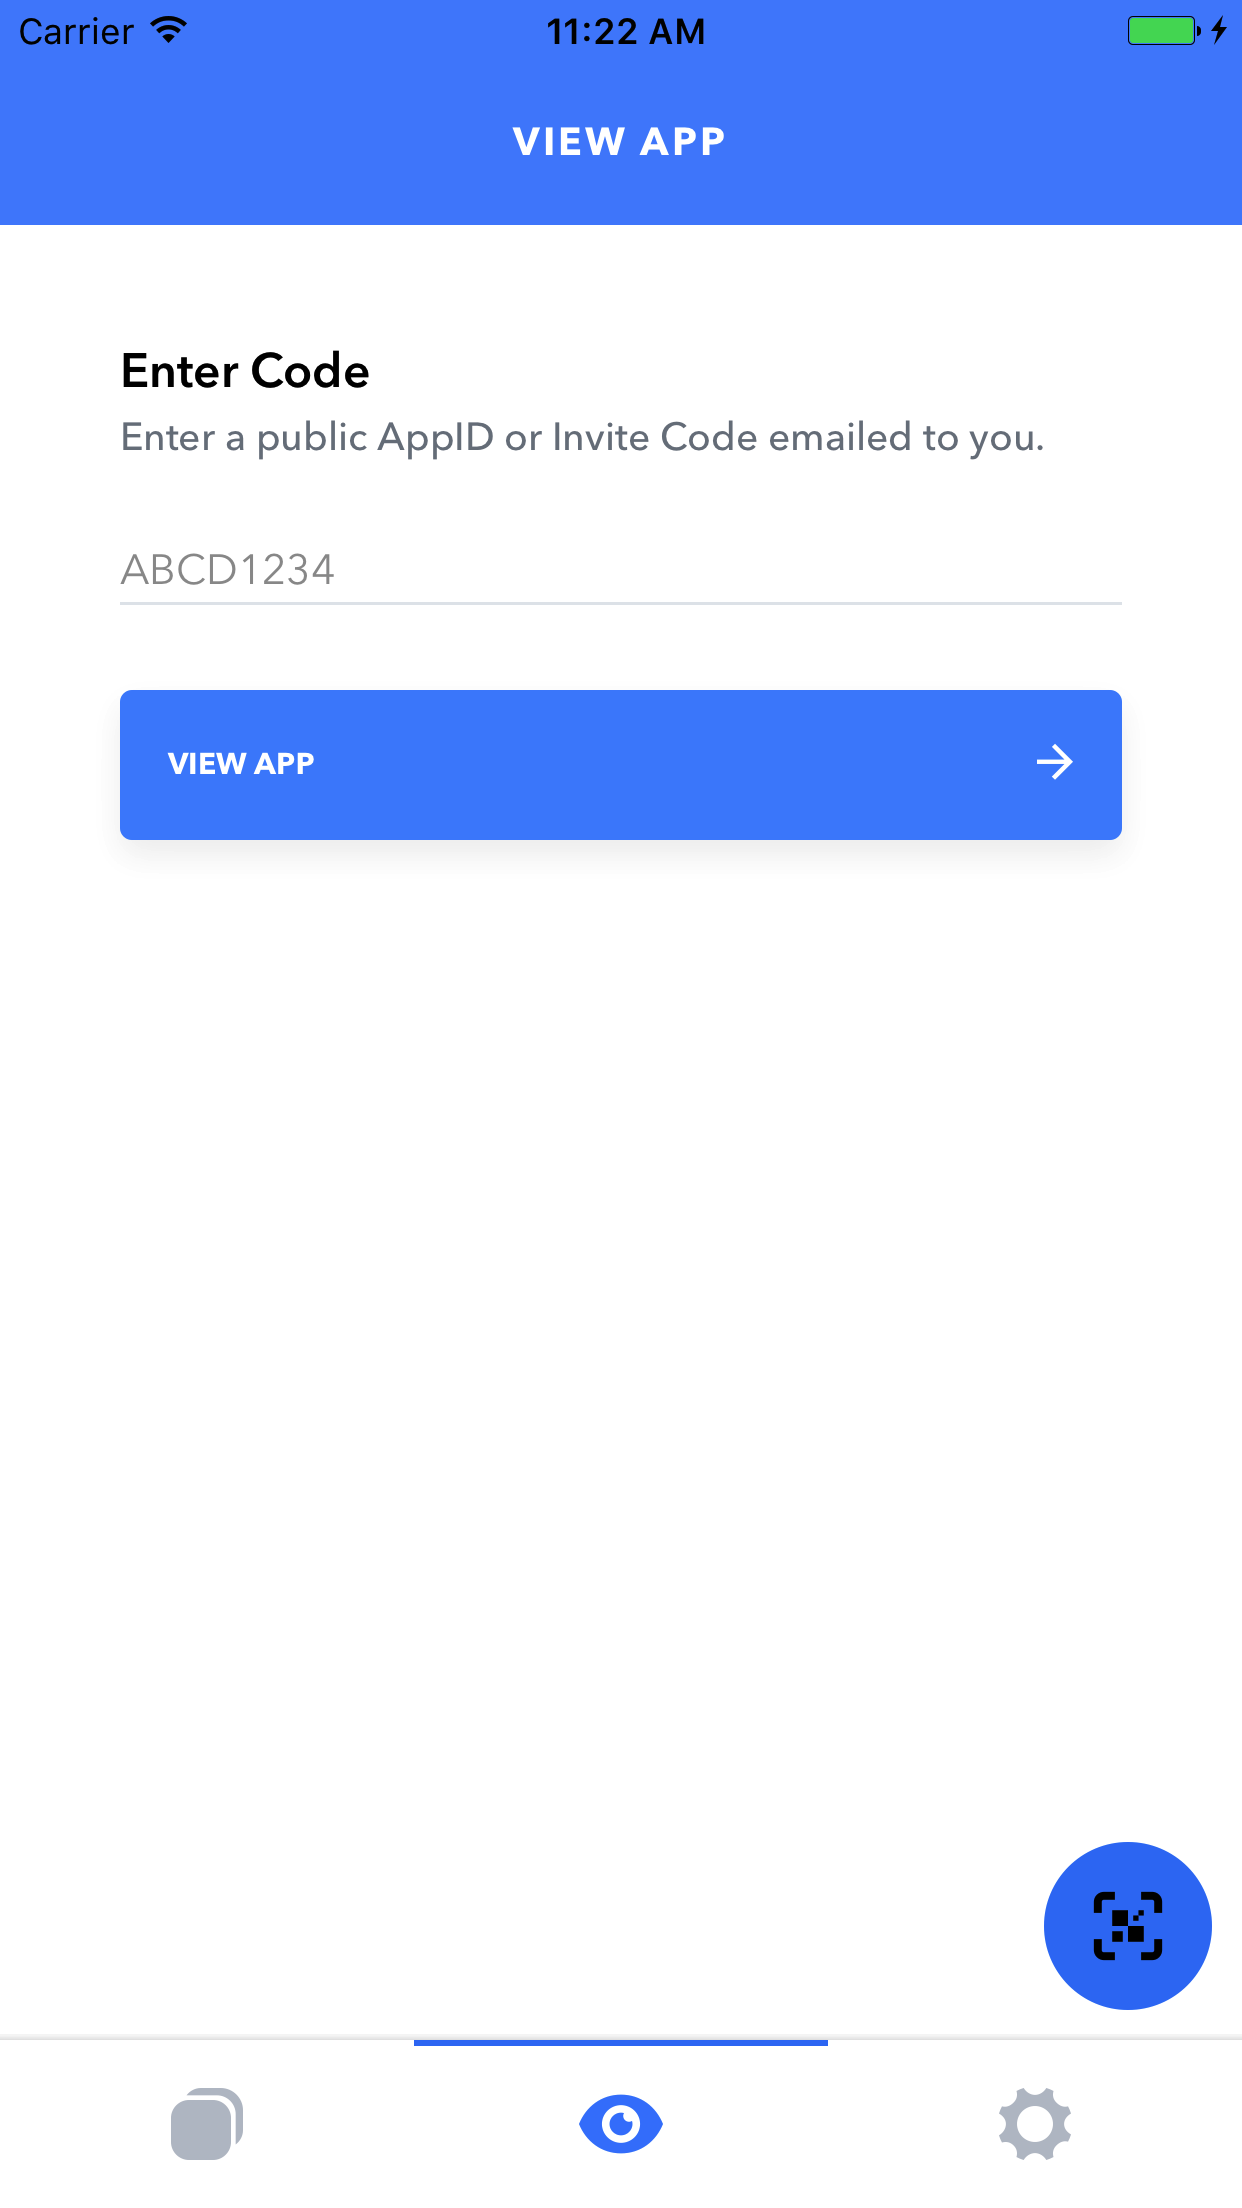 Carrier
11:22 AM
VIEW APP
Enter Code
Enter a public AppID or Invite Code emailed to you.
ABCD1234
VIEW APP